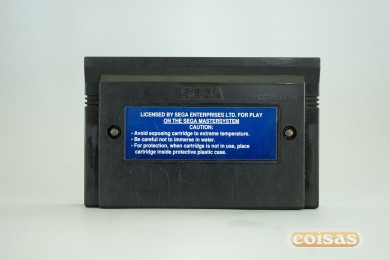 SEGA
LICENSED BY SEGA ENTERPRISES LTD. FOR PLAY
ON THE SEGA MASTERSYSTEM
CAUTION:
• Avoid exposing cartridge to extreme temperature.
• Be careful not to immerse in water.
• For protection, when cartridge is not in use, place
cartridge inside protective plastic case.
coisas